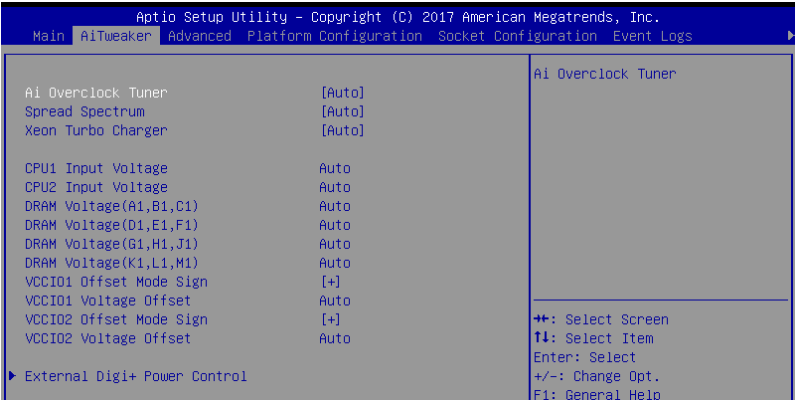 Aptio Setup Utility – Copyright (C) 2017 American Megatrends, Inc.
Main AiTweaker Advanced Platform Configuration Socket Configuration Event Logs
Ai Overclock Tuner [Auto]
Spread Spectrum [Auto]
Xeon Turbo Charger [Auto]
CPU1 Input Voltage Auto
CPU2 Input Voltage Auto
DRAM Voltage(A1,B1,C1) Auto
DRAM Voltage(D1,E1,F1) Auto
DRAM Voltage(G1,H1,J1) Auto
DRAM Voltage(K1,L1,M1) Auto
VCCIO1 Offset Mode Sign [+]
VCCIO1 Voltage Offset Auto
VCCIO2 Offset Mode Sign [+]
VCCIO2 Voltage Offset Auto
External Digi+ Power Control
Ai Overclock Tuner
→←: Select Screen
↑↓: Select Item
Enter: Select
+/-: Change Opt.
F1: General Help